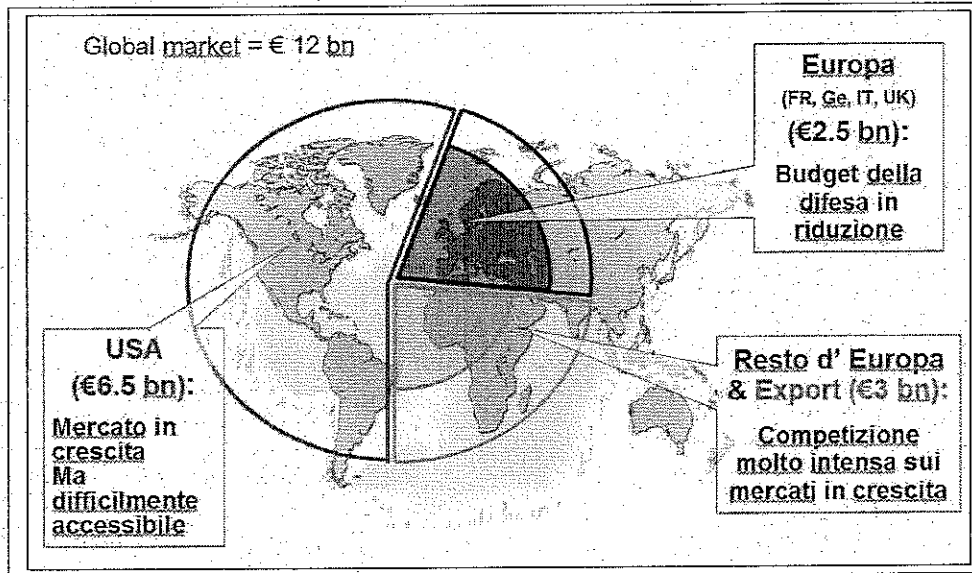 Global market = € 12 bn
Europa
(FR, Ge, IT, UK)
(€2.5 bn):
Budget della
difesa in
riduzione
USA
(€6.5 bn):
Mercato in
crescita
Ma
difficilmente
accessibile
Resto d' Europa
& Export (€3 bn):
Competizione
molto intensa sui
mercati in crescita